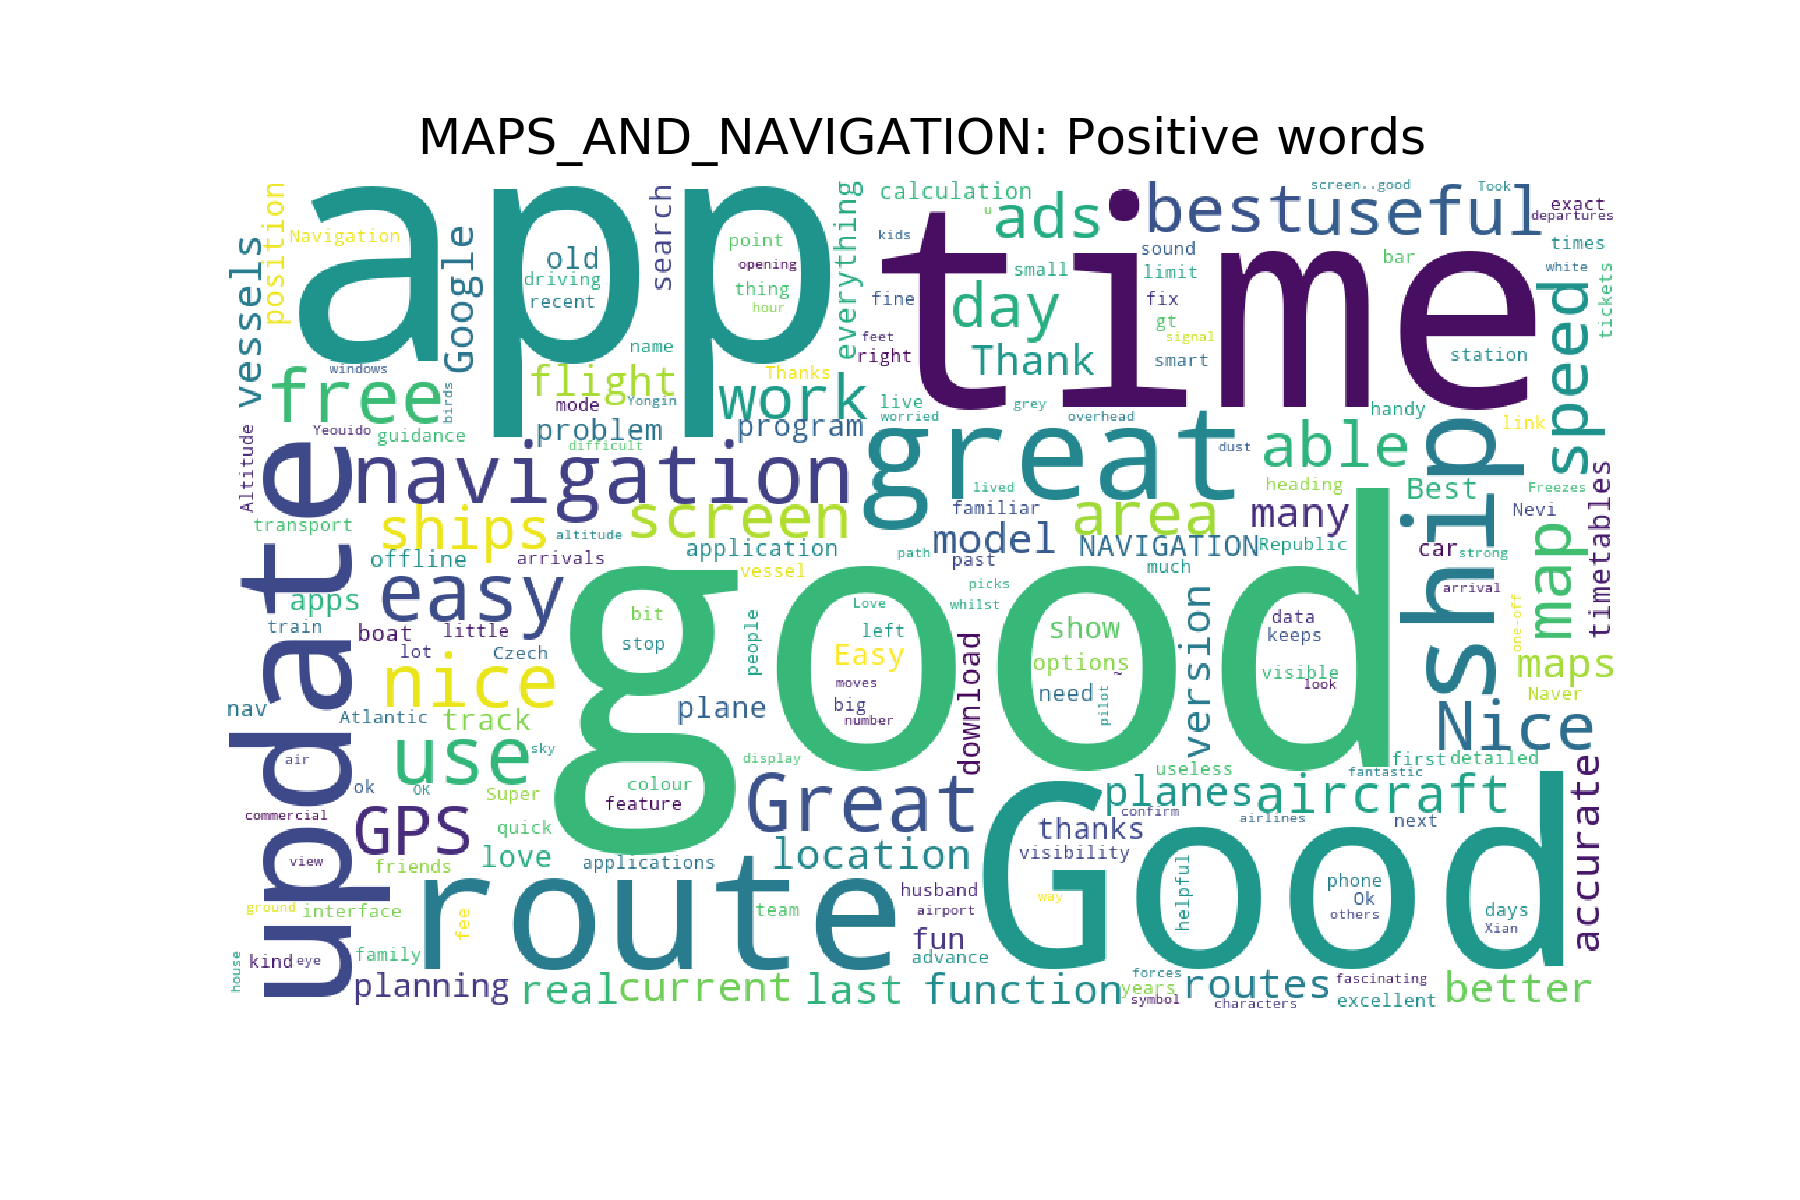 MAPS_AND_NAVIGATION: Positive words
app
time
good
Good
update
route
ship
great
navigation
Navigation
position
vessels
Google
search
everything
calculation
u
ads
best
useful
screen..good
Took
exact
departures
times
white
tickets
kids
old
driving
recent
point
opening
thing
hour
fine
feet
right
small
day
Thank
sound
limit
fix
gt
signal
smart
bar
station
speed
windows
free
birds
flight
name
mode
Yongin
Thanks
work
live
worried
grey
overhead
handy
link
Yeouido
guidance
problem
difficult
program
dust
able
Altitude
lived
heading
Best
Freezes
timetables
transport
ships
screen
altitude
familiar
area
many
Nevi
offline
arrivals
application
path
model
past
NAVIGATION
much
Republic
car
strong
map
apps
easy
vessel
picks
whilst
arrival
one-off
train
boat
little
lot
Czech
bit
stop
people
Love
left
Easy
moves
big
number
download
show
options
~
need
pilot
version
data
keeps
visible
look
maps
Naver
nice
nav
Atlantic
track
plane
Nice
use
sky
display
first
detailed
air
ok
OK
Super
colour
feature
useless
fantastic
planes
aircraft
accurate
commercial
GPS
quick
Great
confirm
airlines
next
thanks
visibility
view
friends
love
applications
location
husband
airport
way
helpful
phone
Ok
others
days
Xian
ground
interface
fee
team
fun
advance
house
kind
eye
family
planning
real
current
last
function
forces
years
symbol
routes
characters
fascinating
excellent
better